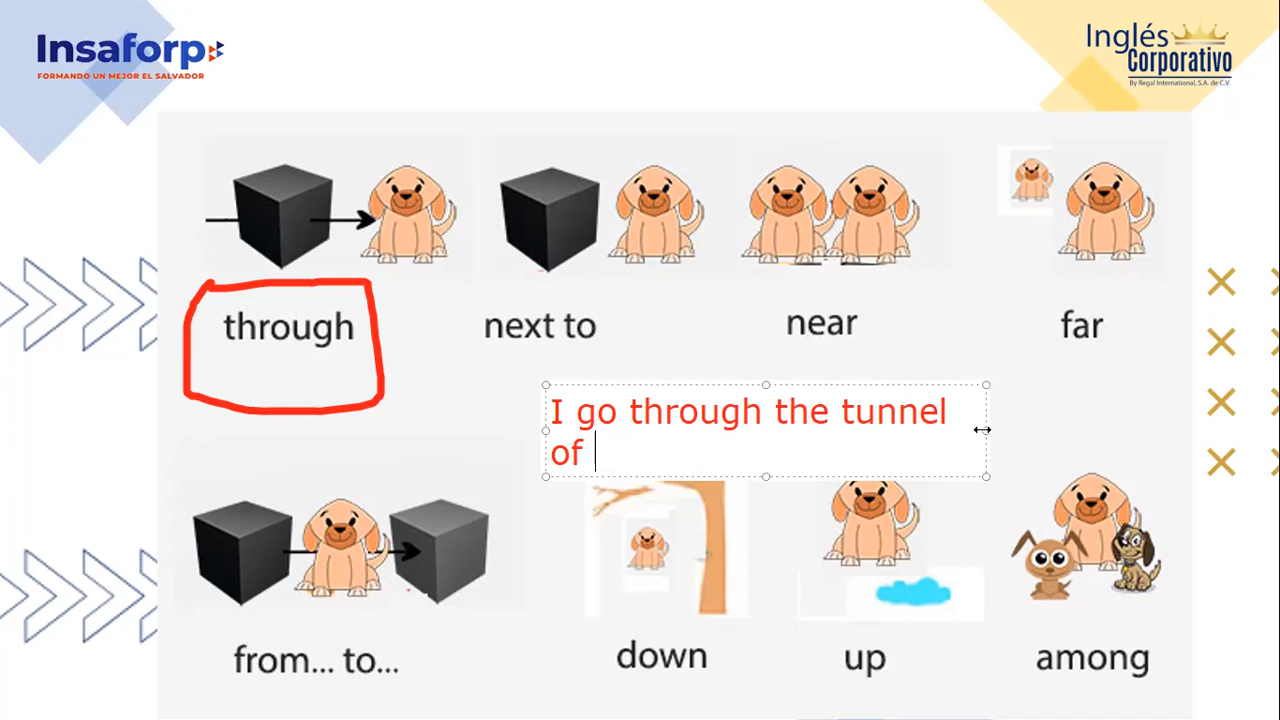 Insaforp
FORMANDO UN MEJOR EL SALVADOR
Inglés
Corporativo
By Regal International, S.A. de C.V.
through
next to
near
far
I go through the tunnel
of
from... to...
down
up
among